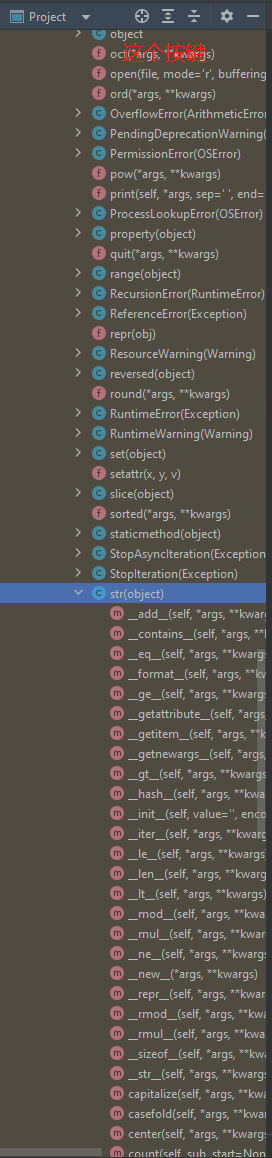 Project
object
这个按键
oct(*args, **kwargs)
open(file, mode='r', buffering
ord(*args, **kwargs)
OverflowError(ArithmeticError
PendingDeprecationWarning(
PermissionError(OSError)
pow(*args, **kwargs)
print(self, *args, sep=' ', end=
ProcessLookupError(OSError)
property(object)
quit(*args, **kwargs)
range(object)
RecursionError(RuntimeError)
ReferenceError(Exception)
repr(obj)
ResourceWarning(Warning)
reversed(object)
round(*args, **kwargs)
RuntimeError(Exception)
RuntimeWarning(Warning)
set(object)
setattr(x, y, v)
slice(object)
sorted(*args, **kwargs)
staticmethod(object)
StopAsyncIteration(Exception
StopIteration(Exception)
str(object)
__add__(self, *args, **kwarg
__contains__(self, *args, **k
__eq__(self, *args, **kwargs
__format__(self, *args, **kw
__ge__(self, *args, **kwargs
__getattribute__(self, *args,
__getitem__(self, *args, **kw
__getnewargs__(self, *args,
__gt__(self, *args, **kwargs
__hash__(self, *args, **kwar
__init__(self, value='', enco
__iter__(self, *args, **kwarg
__le__(self, *args, **kwargs)
__len__(self, *args, **kwarg
__lt__(self, *args, **kwargs)
__mod__(self, *args, **kwar
__mul__(self, *args, **kwarg
__ne__(self, *args, **kwargs
__new__(*args, **kwargs)
__repr__(self, *args, **kwarg
__rmod__(self, *args, **kwa
__rmul__(self, *args, **kwar
__sizeof__(self, *args, **kwa
__str__(self, *args, **kwargs
capitalize(self, *args, **kwar
casefold(self, *args, **kwarg
center(self, *args, **kwargs)
count(self, sub, start=Non